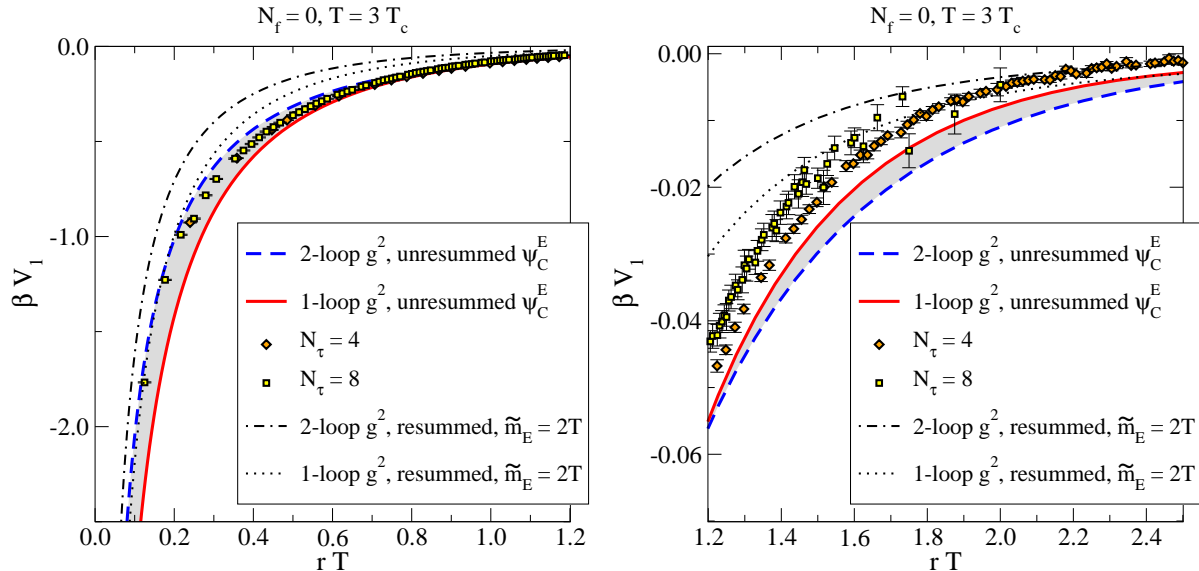 N_f = 0, T = 3 T_c
0.0
-1.0
-2.0
β V_1
2-loop g^2, unresummed ψ_C^E
1-loop g^2, unresummed ψ_C^E
N_τ = 4
N_τ = 8
2-loop g^2, resummed, m̃_E = 2T
1-loop g^2, resummed, m̃_E = 2T
0.0 0.2 0.4 0.6 0.8 1.0 1.2
r T
N_f = 0, T = 3 T_c
0.00
-0.02
-0.04
-0.06
β V_1
2-loop g^2, unresummed ψ_C^E
1-loop g^2, unresummed ψ_C^E
N_τ = 4
N_τ = 8
2-loop g^2, resummed, m̃_E = 2T
1-loop g^2, resummed, m̃_E = 2T
1.2 1.4 1.6 1.8 2.0 2.2 2.4
r T